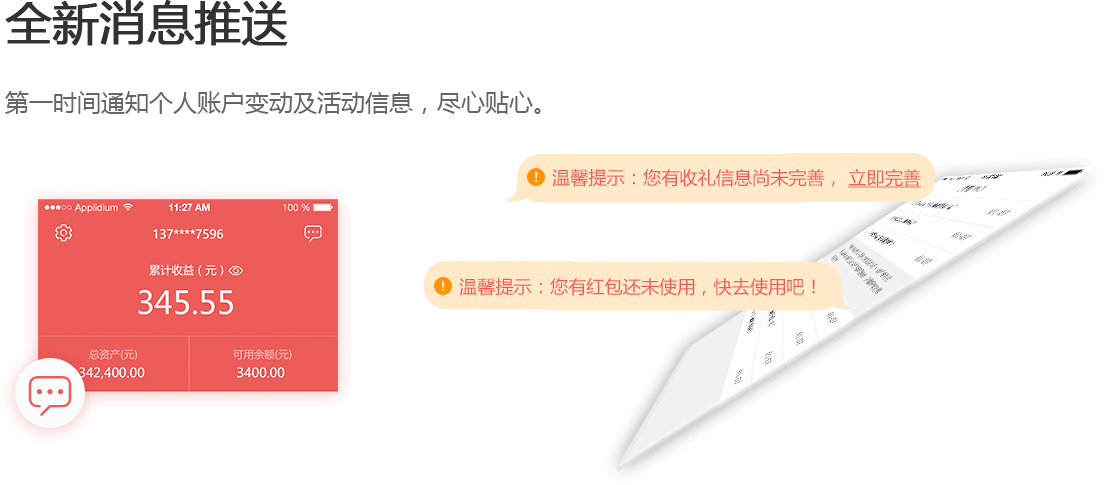 全新消息推送
第一时间通知个人账户变动及活动信息，尽心贴心。
温馨提示：您有收礼信息尚未完善， 立即完善
Applidium 11:27 AM 100 %
137****7596
累计收益（元）
345.55
温馨提示：您有红包还未使用，快去使用吧！
总资产(元) 可用余额(元)
342,400.00 3400.00